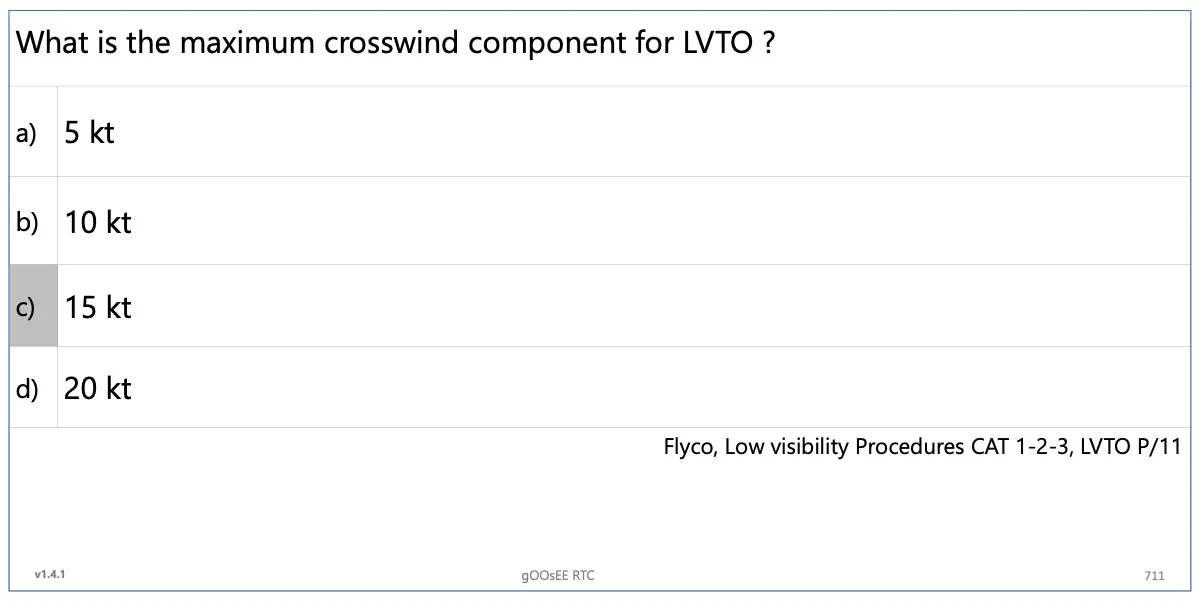 What is the maximum crosswind component for LVTO ?
a) 5 kt
b) 10 kt
c) 15 kt
d) 20 kt
Flyco, Low visibility Procedures CAT 1-2-3, LVTO P/11
v1.4.1 gOOsEE RTC 711